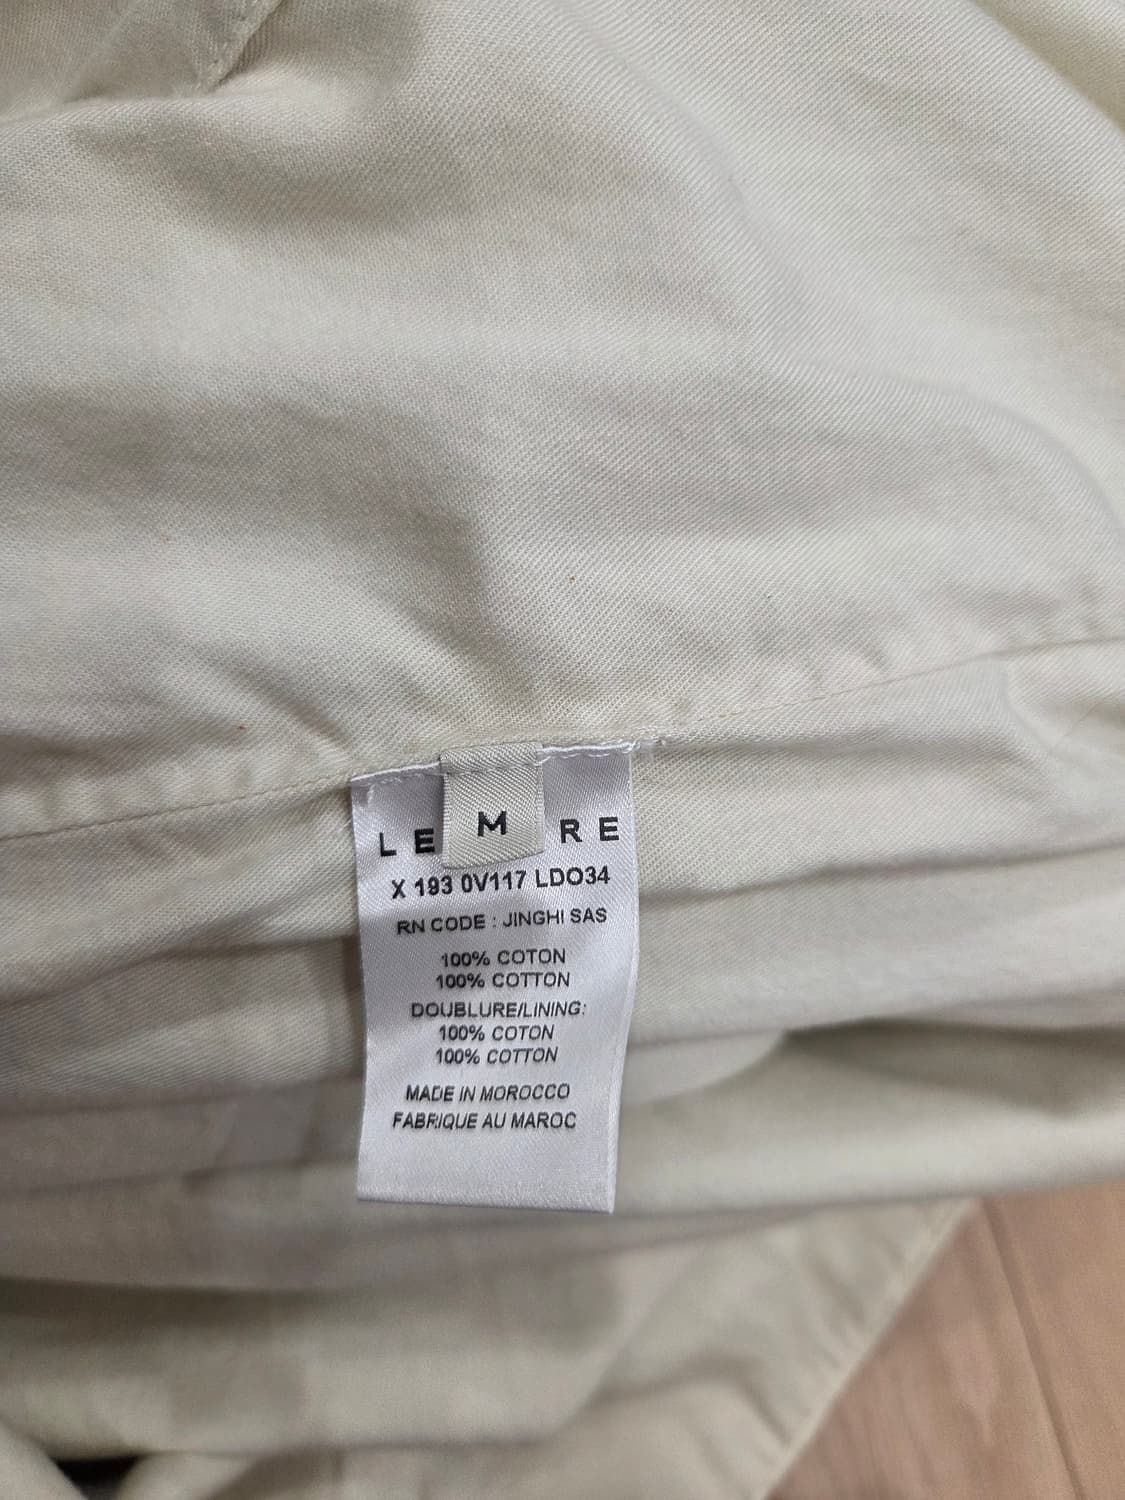 M
LE RE
X 193 0V117 LD034
RN CODE : JINGHI SAS
100% COTON
100% COTTON
DOUBLURE/LINING:
100% COTON
100% COTTON
MADE IN MOROCCO
FABRIQUE AU MAROC